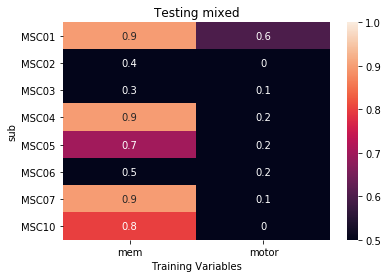 Testing mixed
MSC01 0.9 0.6
MSC02 0.4 0
MSC03 0.3 0.1
MSC04 0.9 0.2
MSC05 0.7 0.2
MSC06 0.5 0.2
MSC07 0.9 0.1
MSC10 0.8 0
mem motor
Training Variables
sub
1.0
0.9
0.8
0.7
0.6
0.5